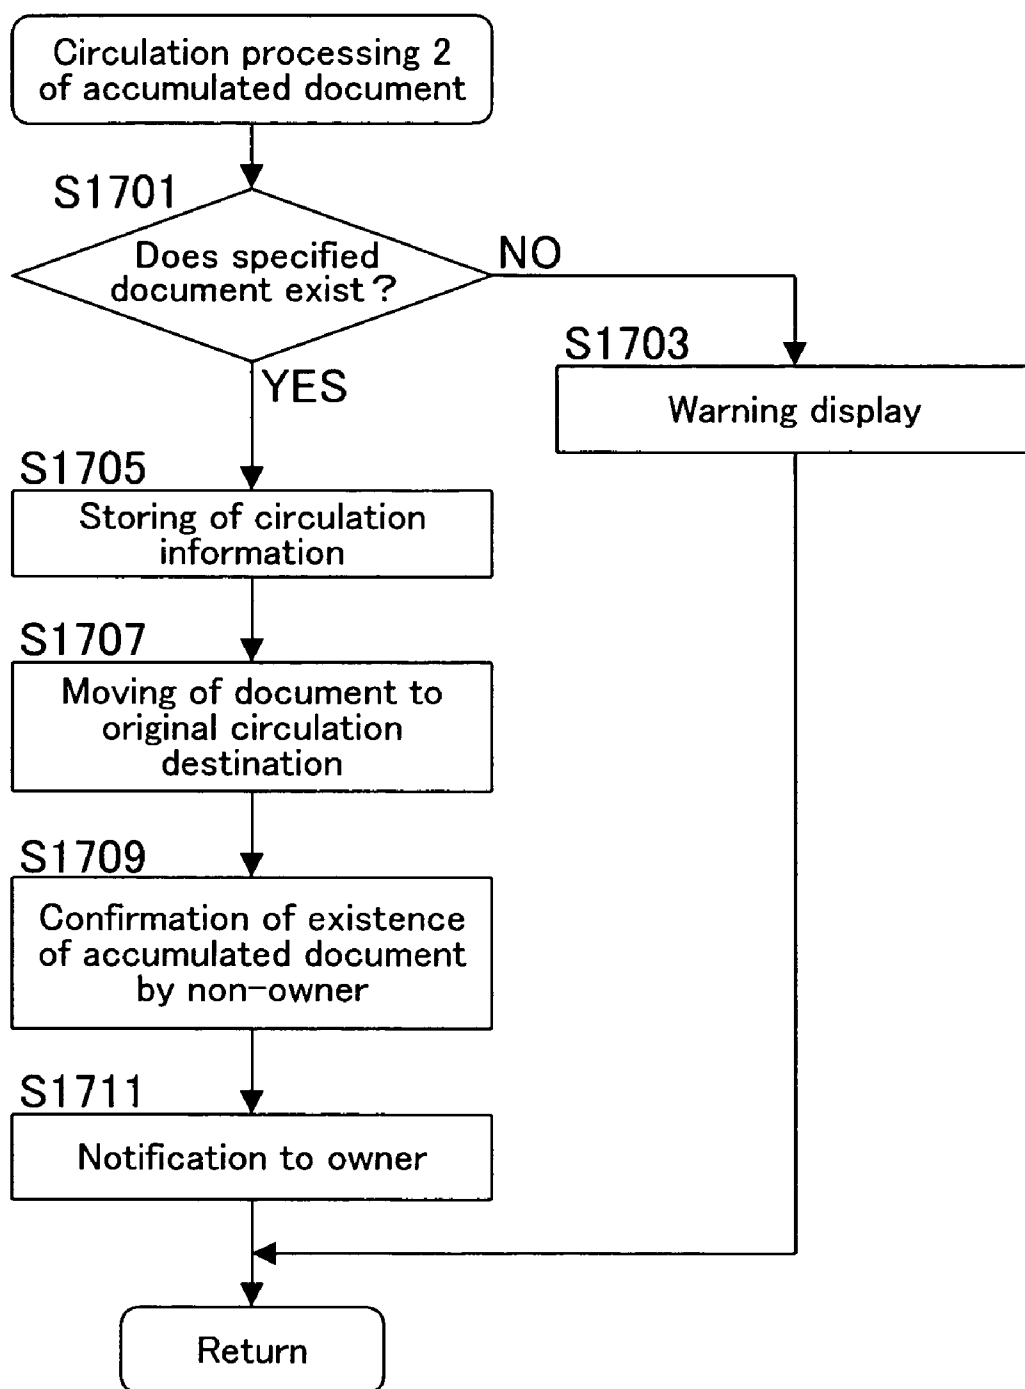 Circulation processing 2
of accumulated document
S1701
Does specified
document exist?
NO
YES
S1703
Warning display
S1705
Storing of circulation
information
S1707
Moving of document to
original circulation
destination
S1709
Confirmation of existence
of accumulated document
by non-owner
S1711
Notification to owner
Return